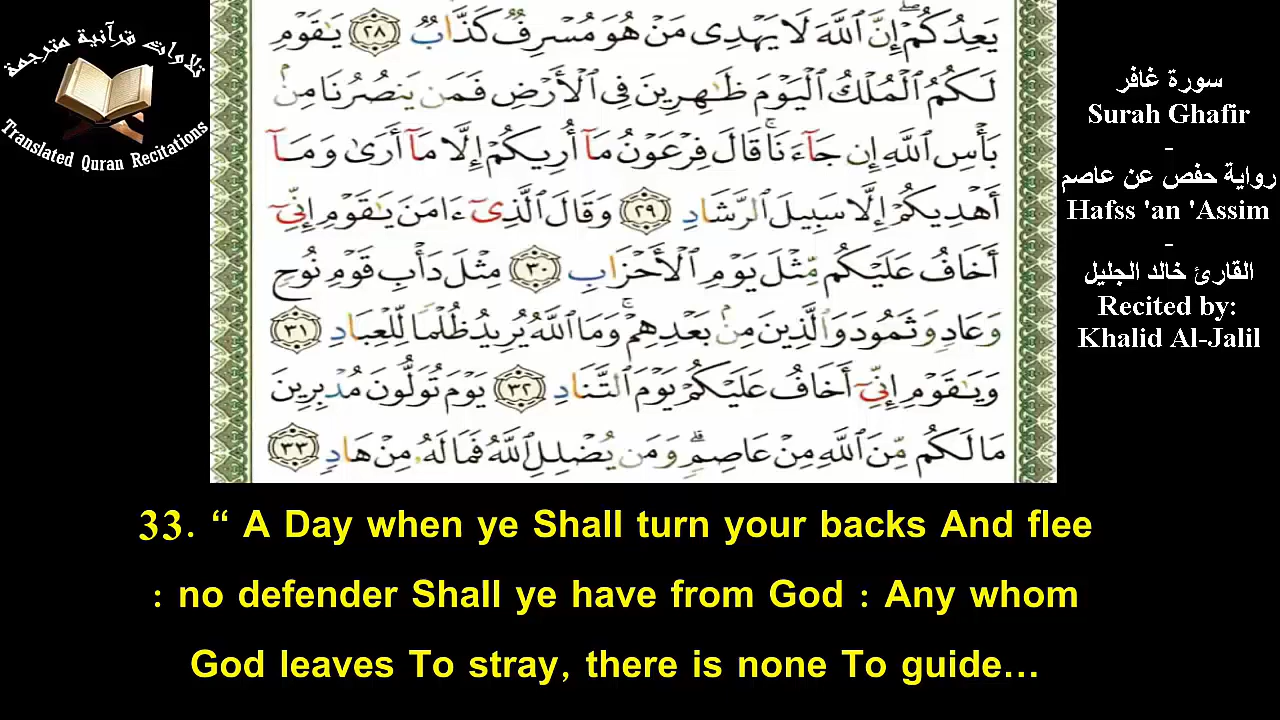 تلاوات قرآنية مترجمة
Translated Quran Recitations
يَعِدُكُمْ ۖ إِنَّ ٱللَّهَ لَا يَهْدِى مَنْ هُوَ مُسْرِفٌ كَذَّابٌ ٢٨ يَـٰقَوْمِ
لَكُمُ ٱلْمُلْكُ ٱلْيَوْمَ ظَـٰهِرِينَ فِى ٱلْأَرْضِ فَمَن يَنصُرُنَا مِنۢ
بَأْسِ ٱللَّهِ إِن جَآءَنَا ۚ قَالَ فِرْعَوْنُ مَآ أُرِيكُمْ إِلَّا مَآ أَرَىٰ وَمَآ
أَهْدِيكُمْ إِلَّا سَبِيلَ ٱلرَّشَادِ ٢٩ وَقَالَ ٱلَّذِىٓ ءَامَنَ يَـٰقَوْمِ إِنِّىٓ
أَخَافُ عَلَيْكُم مِّثْلَ يَوْمِ ٱلْأَحْزَابِ ٣٠ مِثْلَ دَأْبِ قَوْمِ نُوحٍ
وَعَادٍ وَثَمُودَ وَٱلَّذِينَ مِنۢ بَعْدِهِمْ ۚ وَمَا ٱللَّهُ يُرِيدُ ظُلْمًا لِّلْعِبَادِ ٣١
وَيَـٰقَوْمِ إِنِّىٓ أَخَافُ عَلَيْكُمْ يَوْمَ ٱلتَّنَادِ ٣٢ يَوْمَ تُوَلُّونَ مُدْبِرِينَ
مَا لَكُم مِّنَ ٱللَّهِ مِنْ عَاصِمٍ ۗ وَمَن يُضْلِلِ ٱللَّهُ فَمَا لَهُۥ مِنْ هَادٍ ٣٣
سورة غافر
Surah Ghafir
-
رواية حفص عن عاصم
Hafss 'an 'Assim
-
القارئ خالد الجليل
Recited by:
Khalid Al-Jalil
33. “ A Day when ye Shall turn your backs And flee
: no defender Shall ye have from God : Any whom
God leaves To stray, there is none To guide...